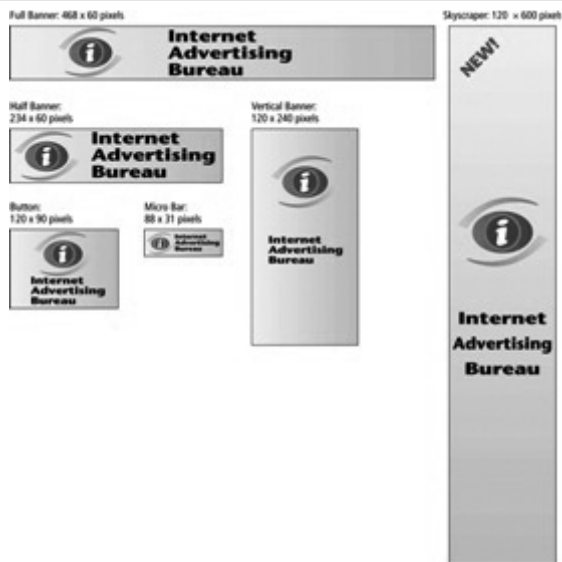 Full Banner: 468 x 60 pixels
Internet
Advertising
Bureau
Skyscraper: 120 × 600 pixels
NEW!
i
Internet
Advertising
Bureau
Half Banner:
234 x 60 pixels
i
Internet
Advertising
Bureau
Vertical Banner:
120 x 240 pixels
i
Internet
Advertising
Bureau
Button:
120 x 90 pixels
i
Internet
Advertising
Bureau
Micro Bar:
88 x 31 pixels
i
Internet
Advertising
Bureau
i